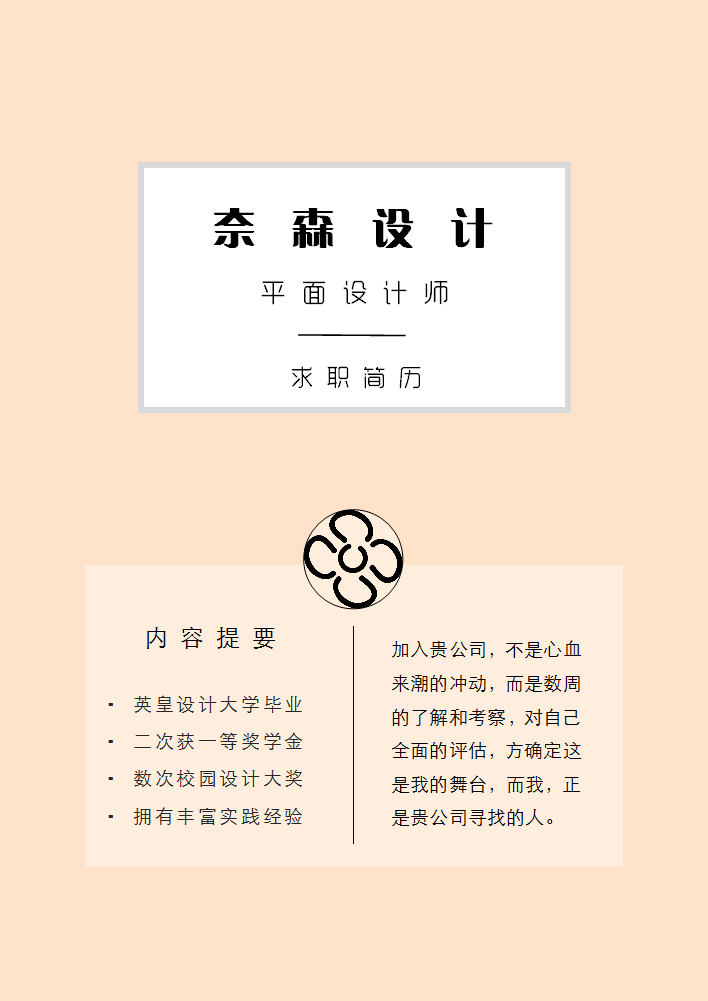 奈森设计
平面设计师
求职简历
内容提要
英皇设计大学毕业
二次获一等奖学金
数次校园设计大奖
拥有丰富实践经验
加入贵公司，不是心血
来潮的冲动，而是数周
的了解和考察，对自己
全面的评估，方确定这
是我的舞台，而我，正
是贵公司寻找的人。